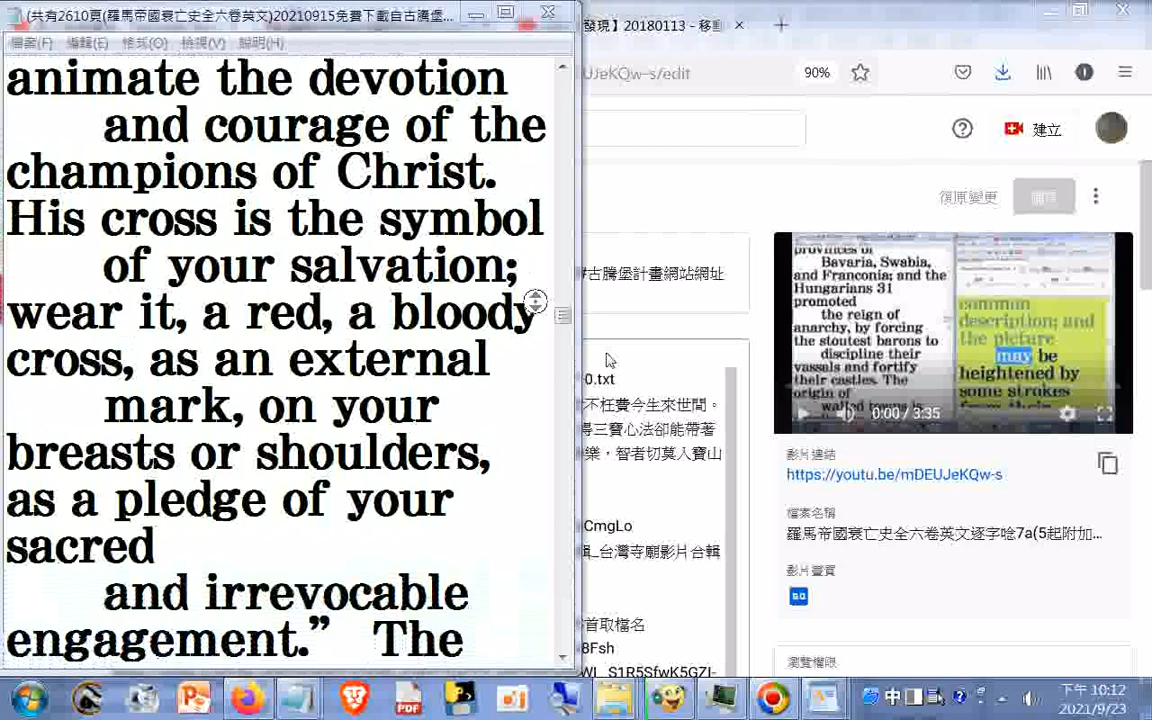 (共有2610頁(羅馬帝國衰亡史全六卷英文)20210915免費下載自古騰堡...
檔案(F) 編輯(E) 格式(O) 檢視(V) 說明(H)
animate the devotion
and courage of the
champions of Christ.
His cross is the symbol
of your salvation;
wear it, a red, a bloody
cross, as an external
mark, on your
breasts or shoulders,
as a pledge of your
sacred
and irrevocable
engagement.” The
發現】20180113 - 移動
UJeKQw-s/edit
90%
建立
復原變更
#古騰堡計畫網站網址
0.txt
不枉費今生來世間。
得三寶心法卻能帶著
樂，智者切莫入寶山
CmgLo
輯_台灣寺廟影片合輯
首取檔名
8Fsh
WI_S1R5SfwK5GZI-
provinces of
Bavaria, Swabia,
and Franconia; and the
Hungarians 31
promoted
the reign of
anarchy, by forcing
the stoutest barons to
discipline their
vassals and fortify
their castles. The
origin of
walled towns is
common
description; and
the picture
may be
heightened by
some strokes
0:00 / 3:35
影片連結
https://youtu.be/mDEUJeKQw-s
檔案名稱
羅馬帝國衰亡史全六卷英文逐字唸7a(5起附加...
影片畫質
瀏覽權限
中
下午 10:12
2021/9/23